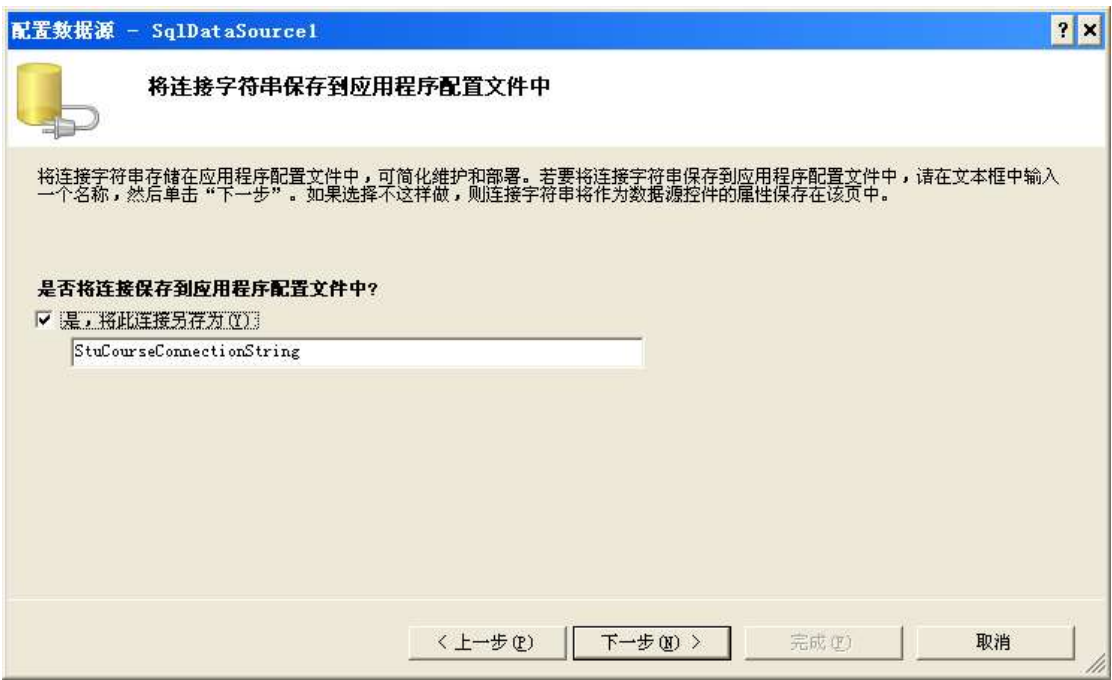 配置数据源 - SqlDataSource1
将连接字符串保存到应用程序配置文件中
将连接字符串存储在应用程序配置文件中，可简化维护和部署。若要将连接字符串保存到应用程序配置文件中，请在文本框中输入
一个名称，然后单击“下一步”。如果选择不这样做，则连接字符串将作为数据源控件的属性保存在该页中。
是否将连接保存到应用程序配置文件中?
是，将此连接另存为(Y):
StuCourseConnectionString
< 上一步(P) 下一步(N) > 完成(F) 取消